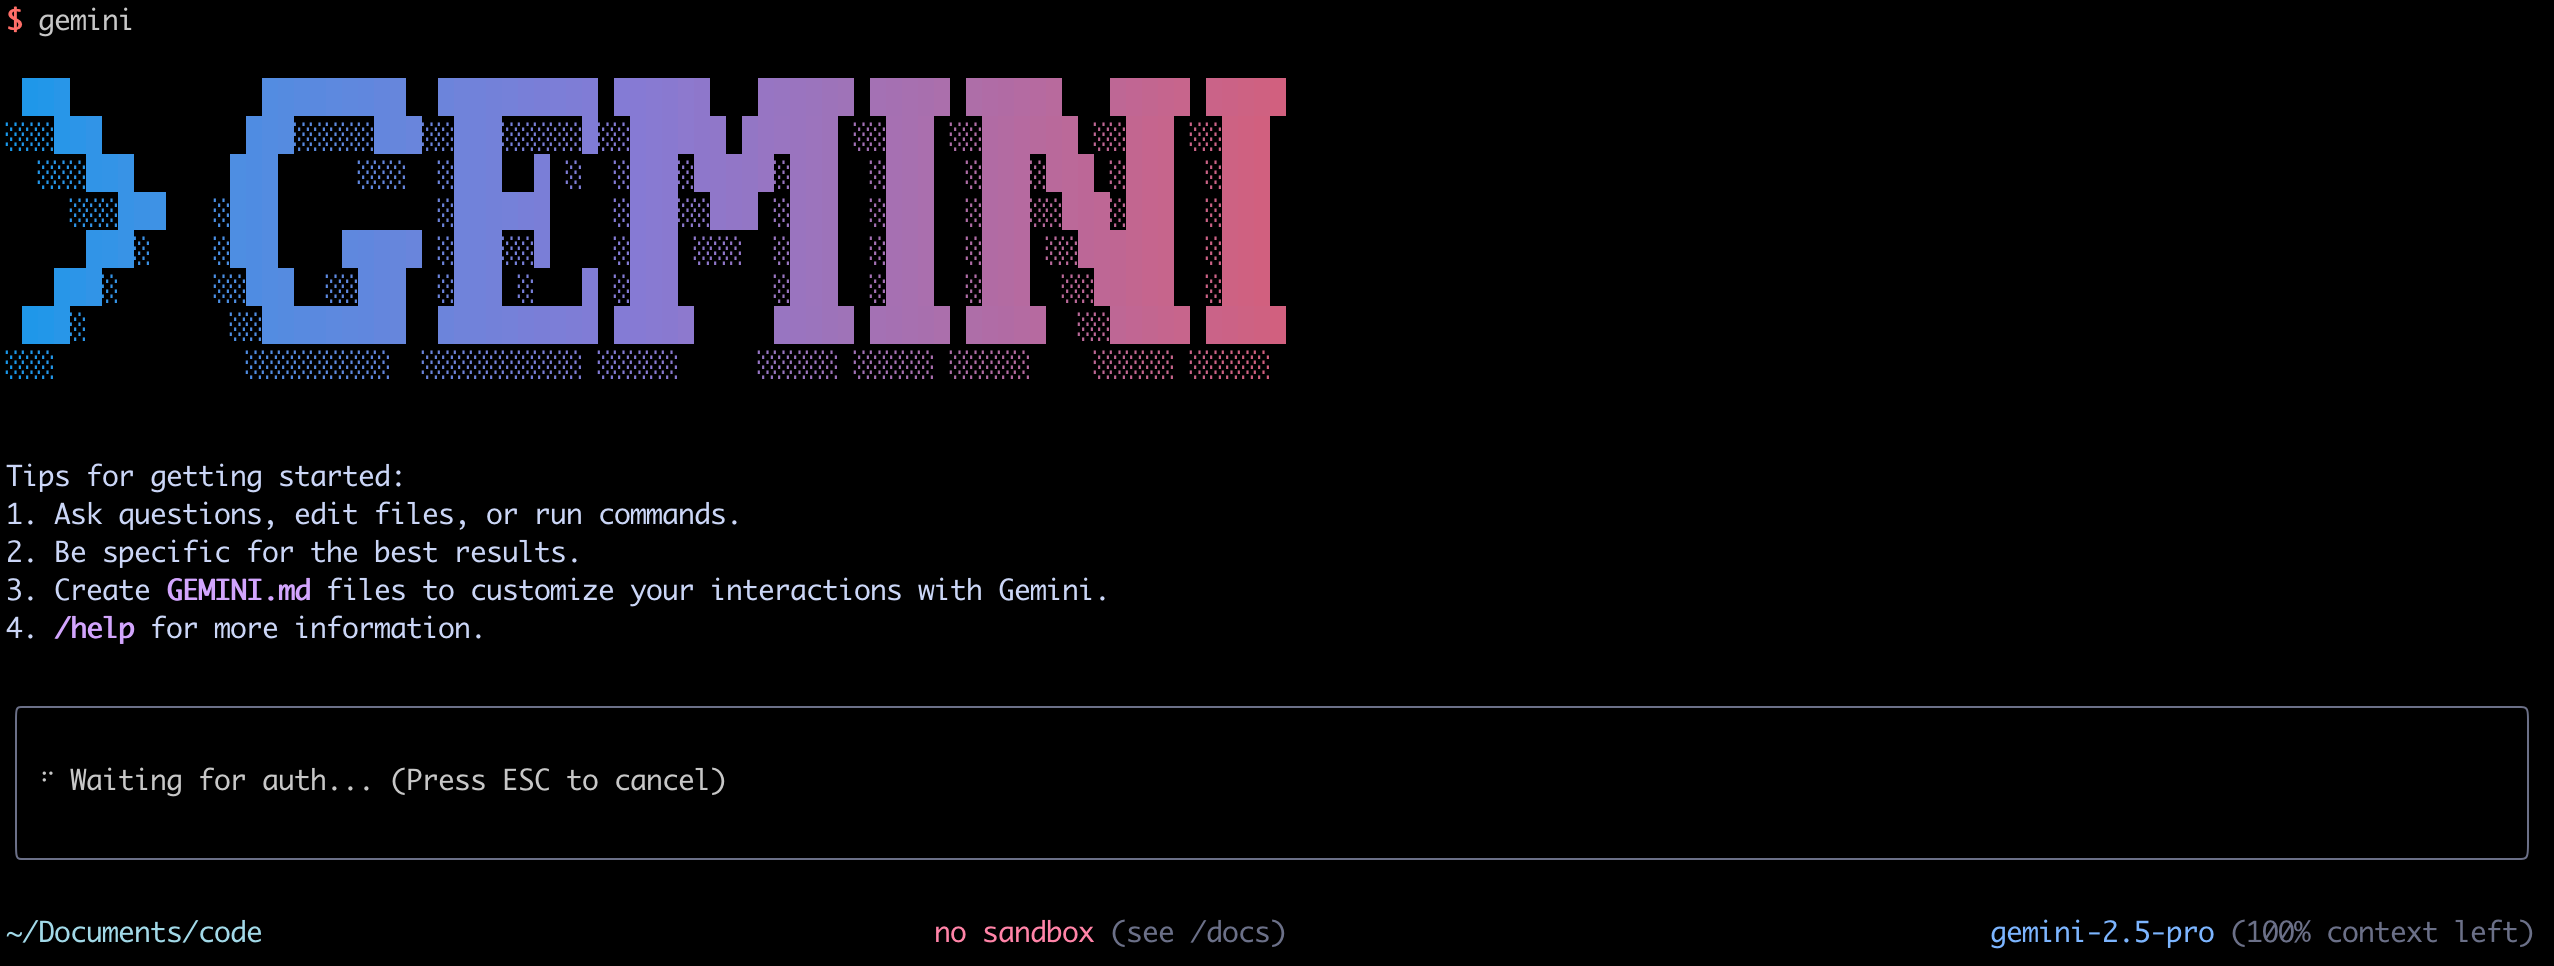 $ gemini
> GEMINI
Tips for getting started:
1. Ask questions, edit files, or run commands.
2. Be specific for the best results.
3. Create GEMINI.md files to customize your interactions with Gemini.
4. /help for more information.
⠋ Waiting for auth... (Press ESC to cancel)
~/Documents/code no sandbox (see /docs) gemini-2.5-pro (100% context left)